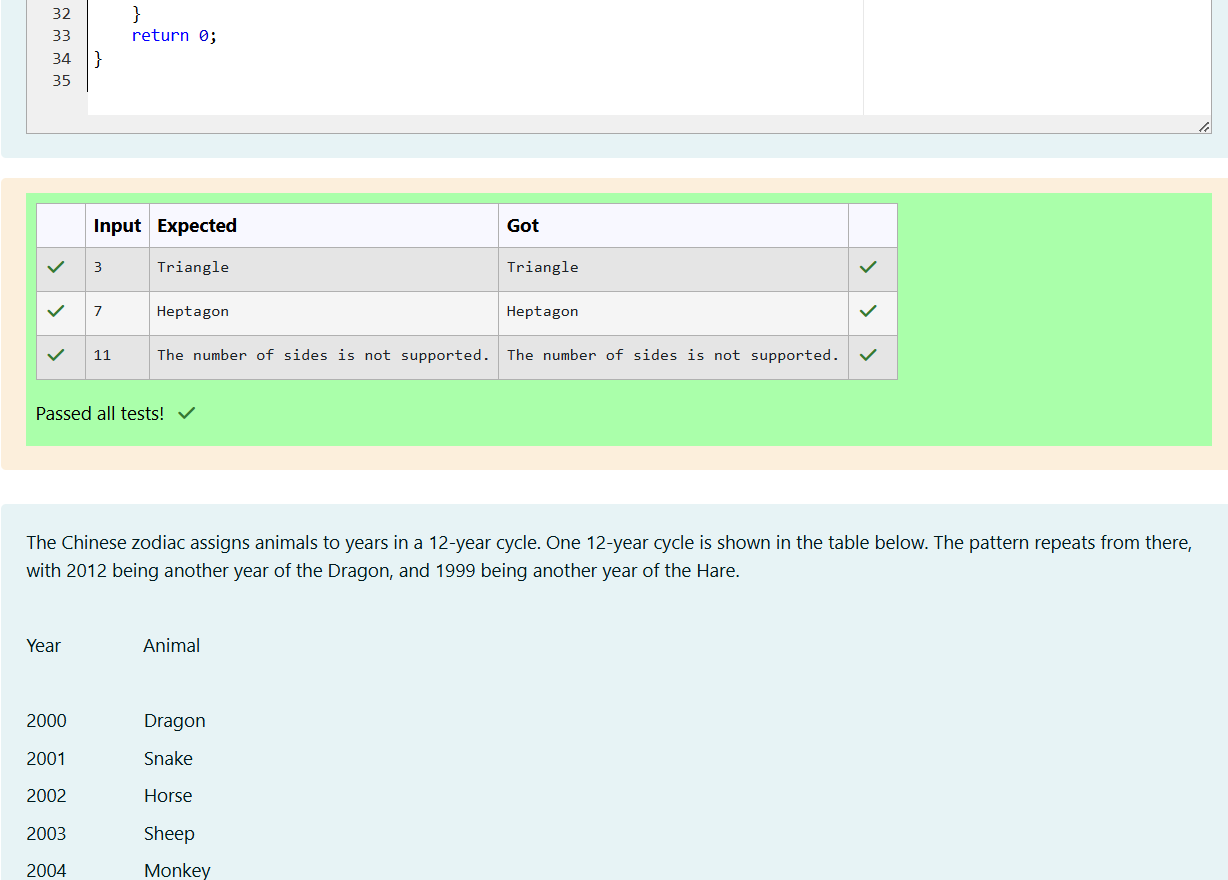 32 }
33 return 0;
34 }
35
Input Expected Got
3 Triangle Triangle
7 Heptagon Heptagon
11 The number of sides is not supported. The number of sides is not supported.
Passed all tests!
The Chinese zodiac assigns animals to years in a 12-year cycle. One 12-year cycle is shown in the table below. The pattern repeats from there,
with 2012 being another year of the Dragon, and 1999 being another year of the Hare.
Year Animal
2000 Dragon
2001 Snake
2002 Horse
2003 Sheep
2004 Monkey